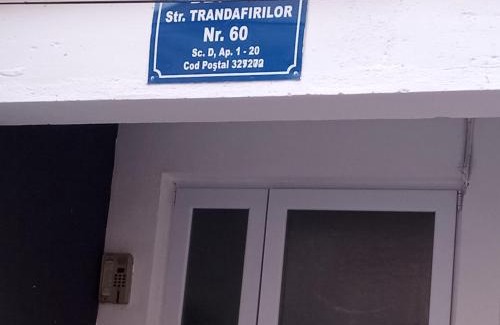 Str. TRANDAFIRILOR
Nr. 60
Sc. D, Ap. 1 - 20
Cod Poştal